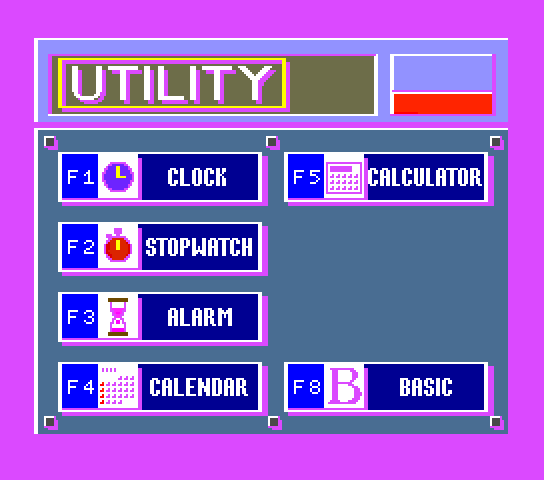 UTILITY
F1 CLOCK
F5 CALCULATOR
F2 STOPWATCH
F3 ALARM
F4 CALENDAR
F8 B BASIC